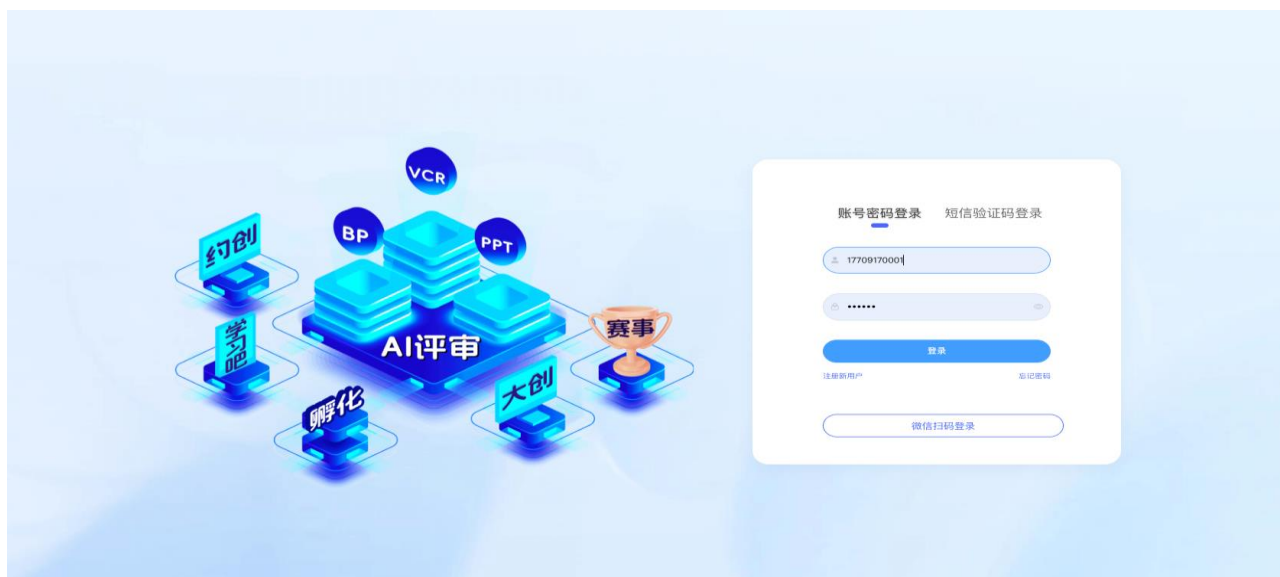 VCR
BP
PPT
约创
学习吧
AI评审
赛事
大创
孵化
账号密码登录 短信验证码登录
17709170001
••••••
登录
注册新用户 忘记密码
微信扫码登录